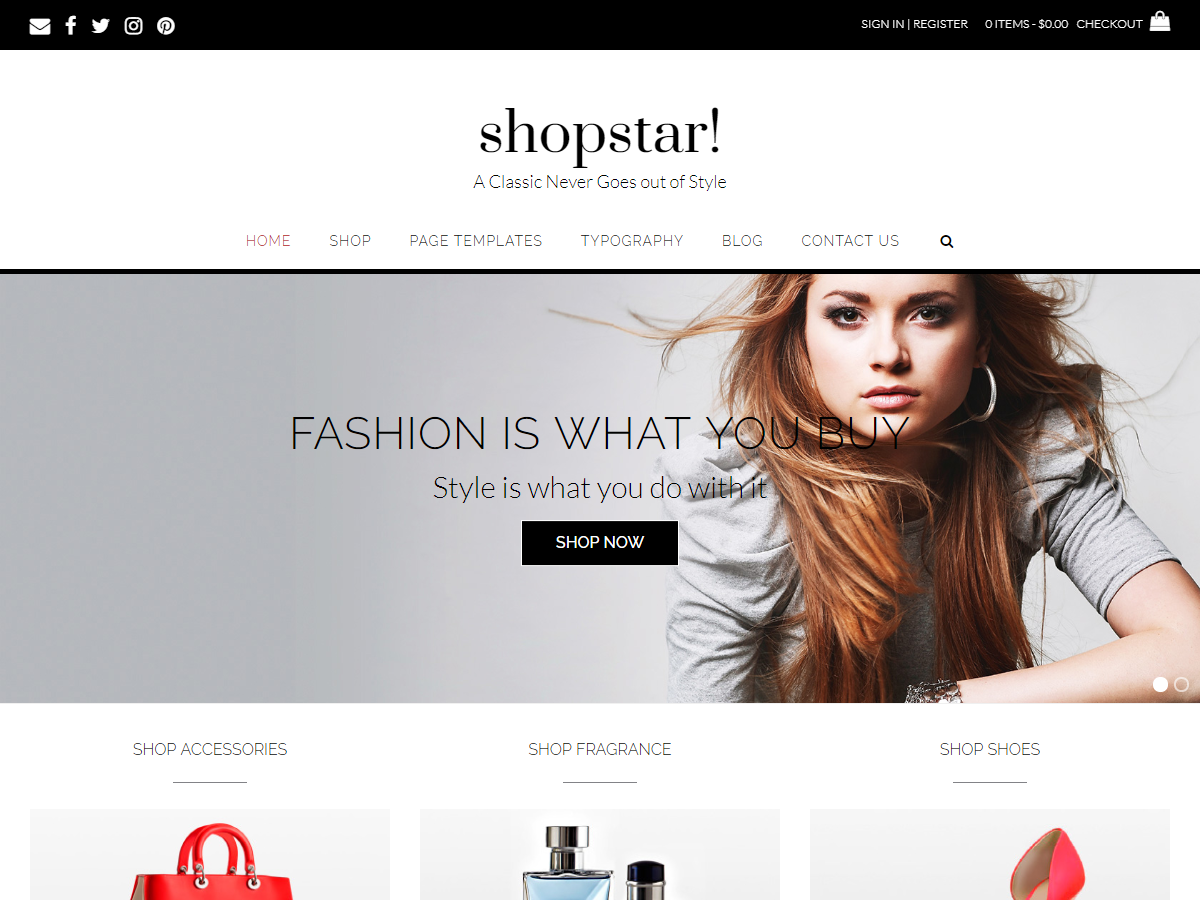 SIGN IN | REGISTER 0 ITEMS - $0.00 CHECKOUT
shopstar!
A Classic Never Goes out of Style
HOME SHOP PAGE TEMPLATES TYPOGRAPHY BLOG CONTACT US
FASHION IS WHAT YOU BUY
Style is what you do with it
SHOP NOW
SHOP ACCESSORIES SHOP FRAGRANCE SHOP SHOES